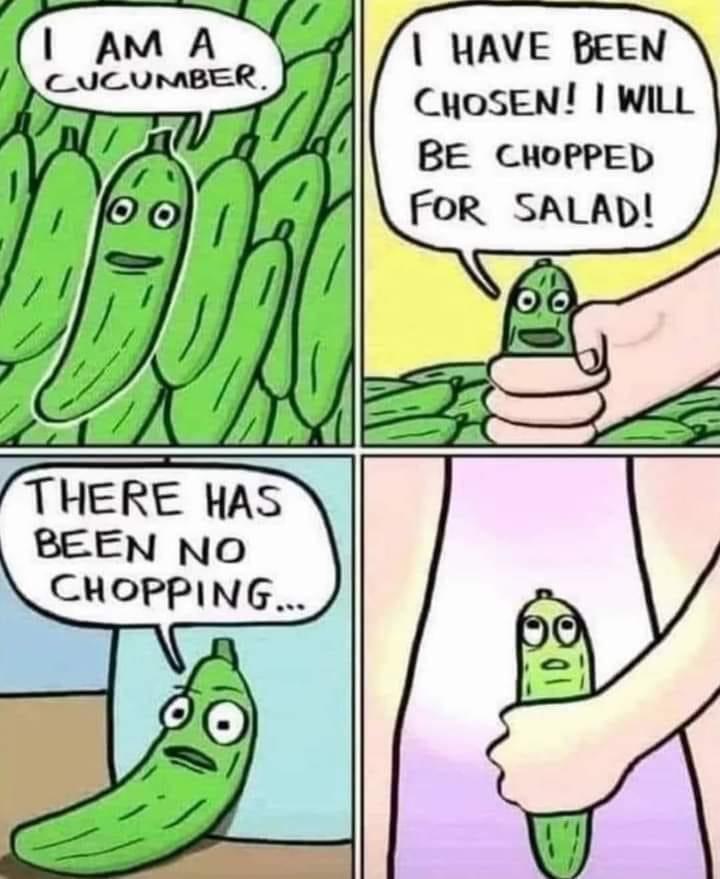 I AM A
CUCUMBER.
I HAVE BEEN
CHOSEN! I WILL
BE CHOPPED
FOR SALAD!
THERE HAS
BEEN NO
CHOPPING...